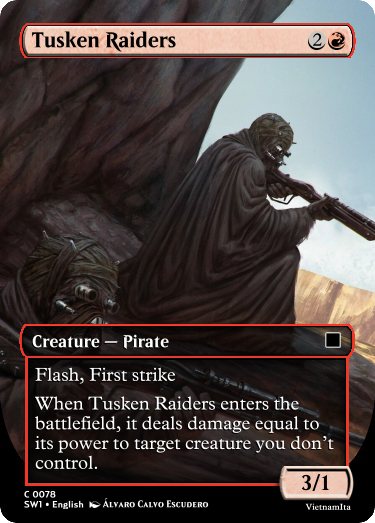 Tusken Raiders 2
Creature — Pirate
Flash, First strike
When Tusken Raiders enters the
battlefield, it deals damage equal to
its power to target creature you don't
control.
3/1
C 0078
SW1 • English ÁLVARO CALVO ESCUDERO
VietnamIta